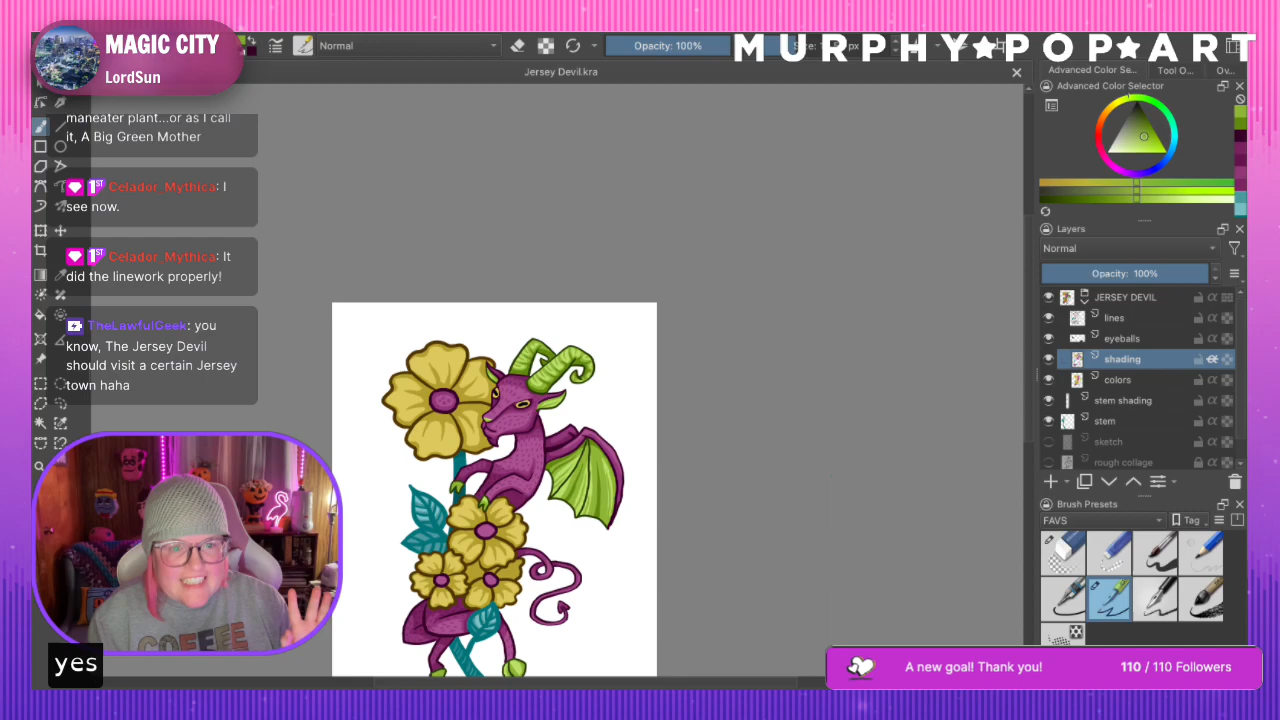 MAGIC CITY
LordSun
MURPHY★POP★ART
Normal
Opacity: 100%
Jersey Devil.kra
Advanced Color Se...
Tool O...
Ov...
Advanced Color Selector
maneater plant...or as I call
it, A Big Green Mother
1ST Celador_Mythica: I
see now.
1ST Celador_Mythica: It
did the linework properly!
TheLawfulGeek: you
know, The Jersey Devil
should visit a certain Jersey
town haha
Layers
Normal
Opacity: 100%
JERSEY DEVIL
lines
eyeballs
shading
colors
stem shading
stem
sketch
rough collage
Brush Presets
FAVS
Tag
COFFEE
yes
A new goal! Thank you!
110 / 110 Followers